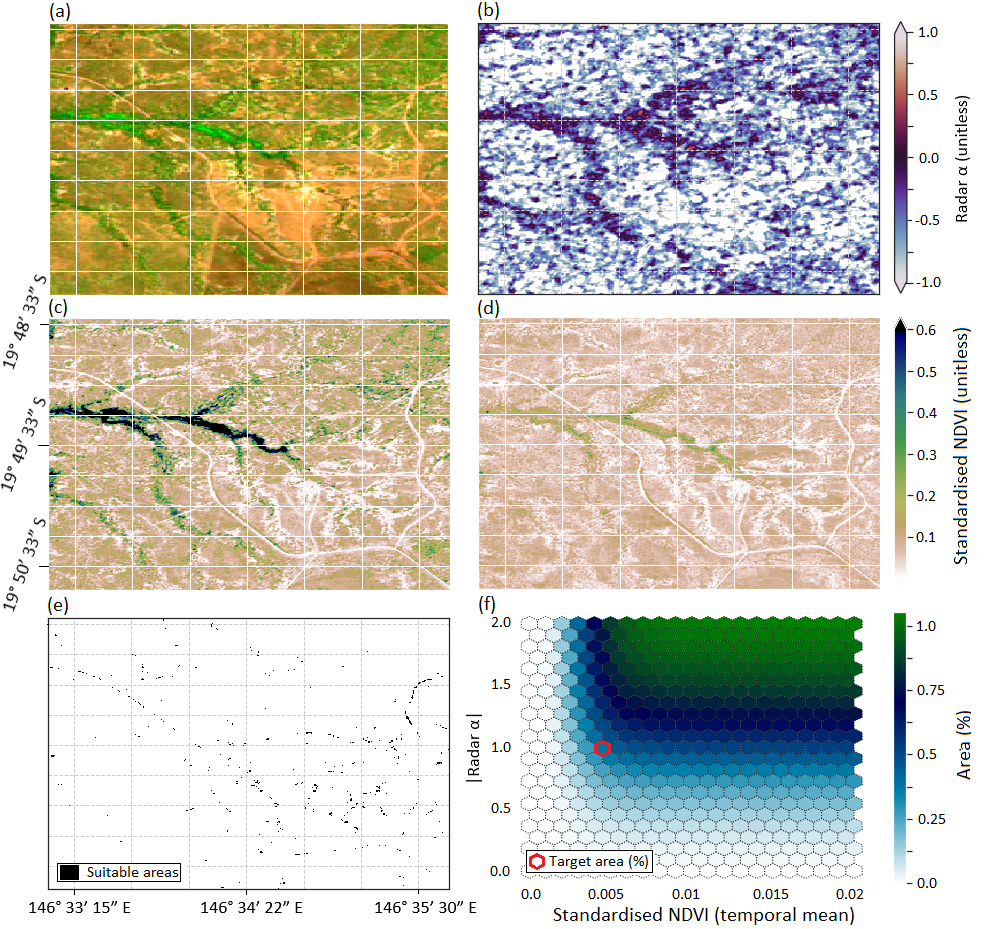 (a)
(b)
1.0
0.5
0.0
-0.5
-1.0
Radar α (unitless)
(c)
(d)
19° 48′ 33″ S
19° 49′ 33″ S
19° 50′ 33″ S
0.6
0.5
0.4
0.3
0.2
0.1
Standardised NDVI (unitless)
(e)
(f)
Suitable areas
146° 33′ 15″ E
146° 34′ 22″ E
146° 35′ 30″ E
2.0
1.5
1.0
0.5
0.0
|Radar α|
Target area (%)
0.0
0.005
0.01
0.015
0.02
Standardised NDVI (temporal mean)
1.0
0.75
0.5
0.25
0.0
Area (%)